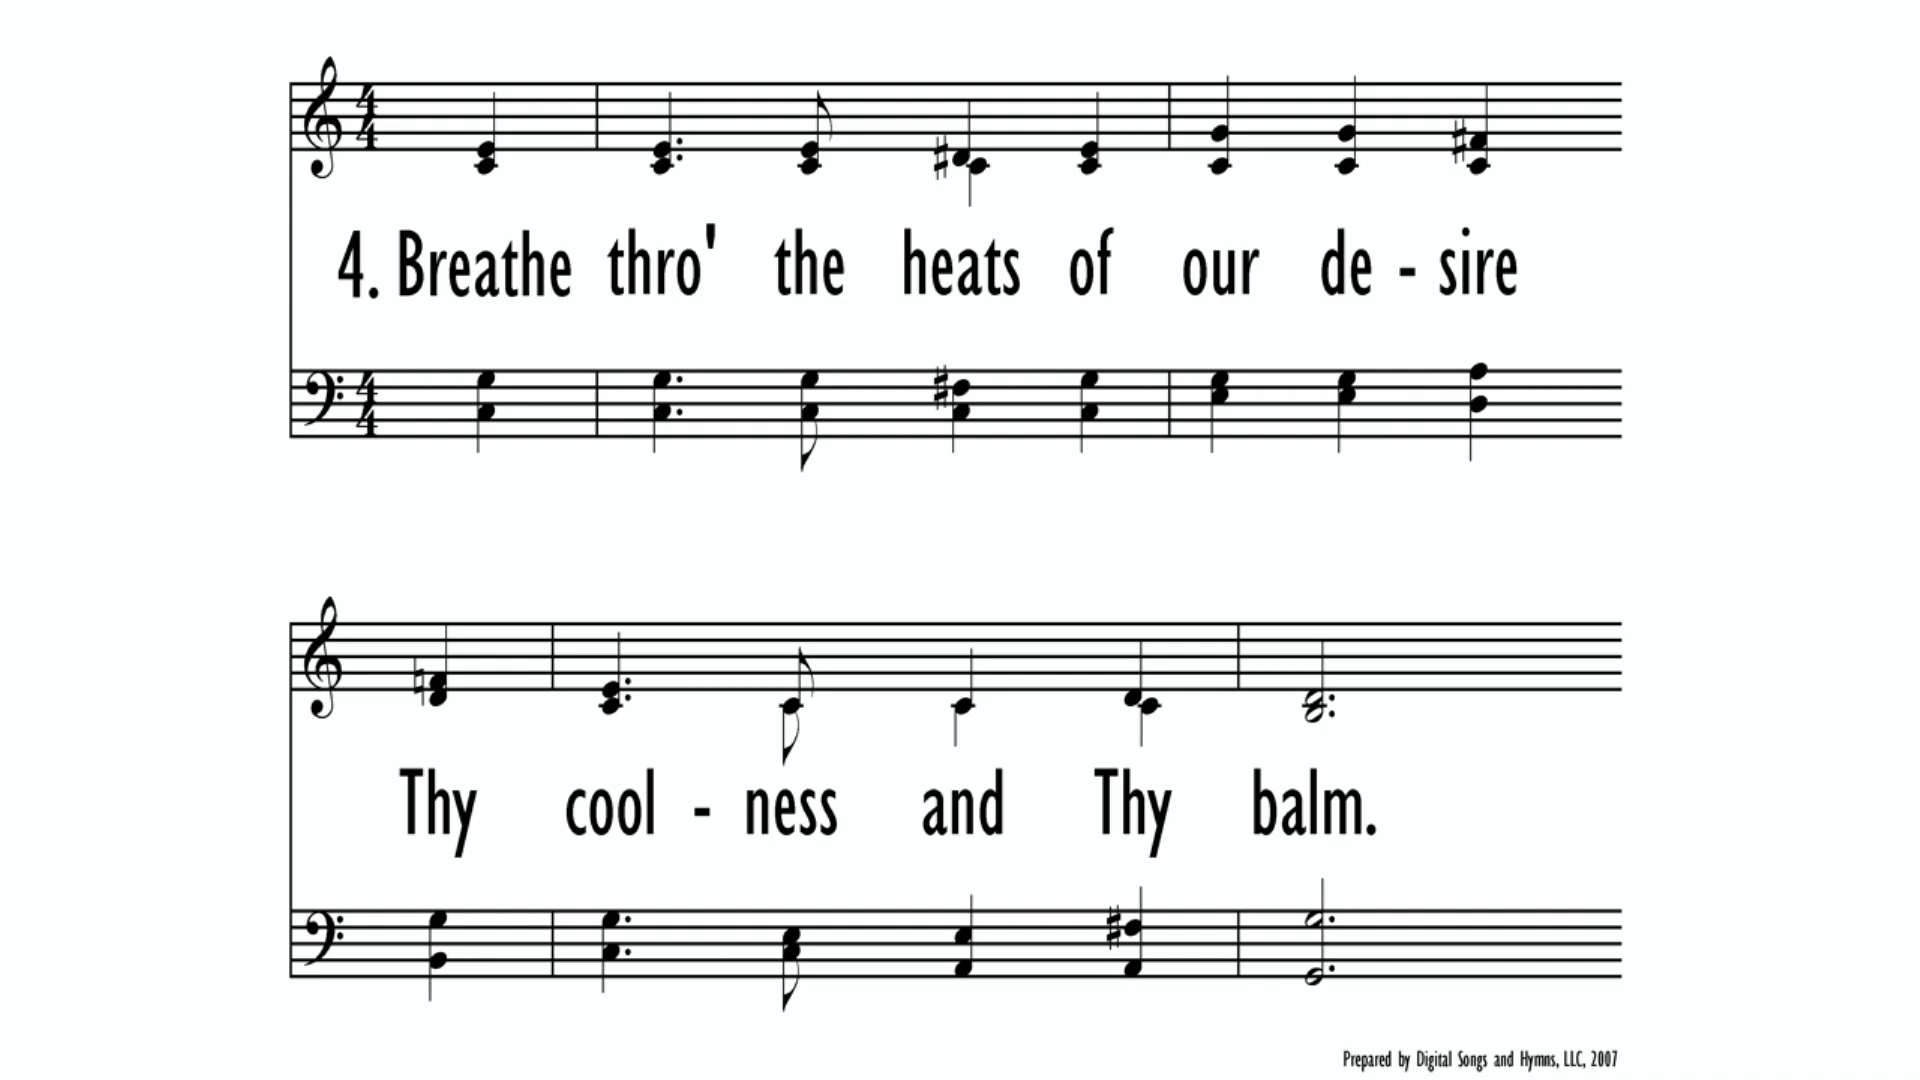 4. Breathe thro' the heats of our de - sire
Thy cool - ness and Thy balm.
Prepared by Digital Songs and Hymns, LLC, 2007